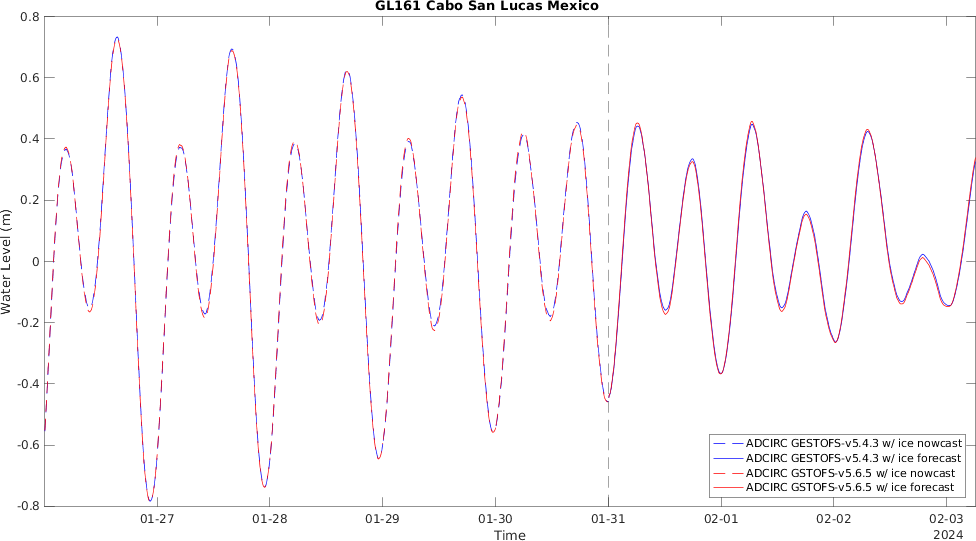 GL161 Cabo San Lucas Mexico
0.8
0.6
0.4
0.2
0
-0.2
-0.4
-0.6
-0.8
Water Level (m)
ADCIRC GESTOFS-v5.4.3 w/ ice nowcast
ADCIRC GESTOFS-v5.4.3 w/ ice forecast
ADCIRC GSTOFS-v5.6.5 w/ ice nowcast
ADCIRC GSTOFS-v5.6.5 w/ ice forecast
01-27 01-28 01-29 01-30 01-31 02-01 02-02 02-03
Time 2024